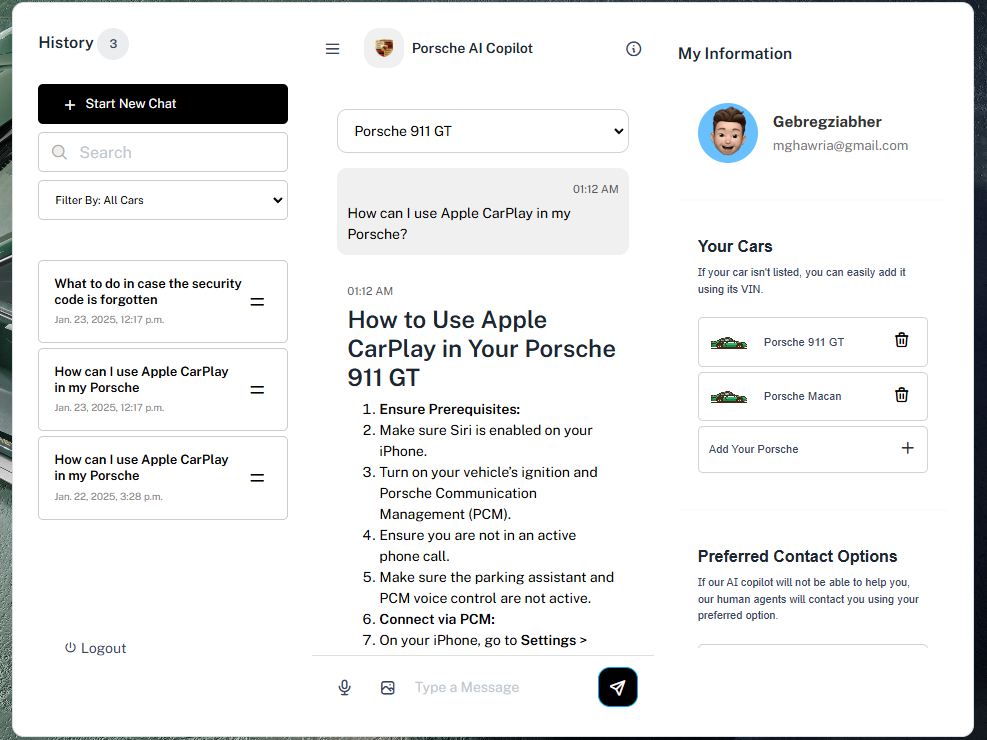 History 3
Start New Chat
Search
Filter By: All Cars
What to do in case the security
code is forgotten
Jan. 23, 2025, 12:17 p.m.
How can I use Apple CarPlay
in my Porsche
Jan. 23, 2025, 12:17 p.m.
How can I use Apple CarPlay
in my Porsche
Jan. 22, 2025, 3:28 p.m.
Logout
Porsche AI Copilot
Porsche 911 GT
01:12 AM
How can I use Apple CarPlay in my
Porsche?
01:12 AM
How to Use Apple
CarPlay in Your Porsche
911 GT
1. Ensure Prerequisites:
2. Make sure Siri is enabled on your
iPhone.
3. Turn on your vehicle's ignition and
Porsche Communication
Management (PCM).
4. Ensure you are not in an active
phone call.
5. Make sure the parking assistant and
PCM voice control are not active.
6. Connect via PCM:
7. On your iPhone, go to Settings >
Type a Message
My Information
Gebregziabher
mghawria@gmail.com
Your Cars
If your car isn't listed, you can easily add it
using its VIN.
Porsche 911 GT
Porsche Macan
Add Your Porsche
Preferred Contact Options
If our AI copilot will not be able to help you,
our human agents will contact you using your
preferred option.